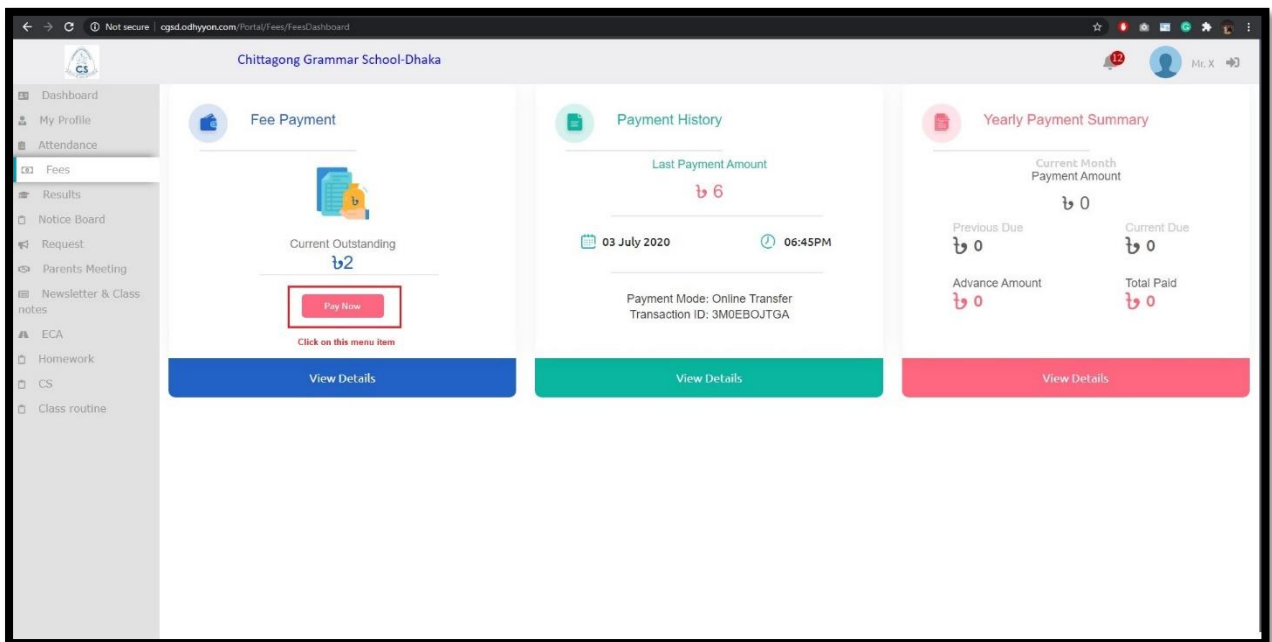 Not secure | cgsd.odhyyon.com/Portal/Fees/FeesDashboard
CS
Chittagong Grammar School-Dhaka
12
Mr. X
Dashboard
My Profile
Attendance
Fees
Results
Notice Board
Request
Parents Meeting
Newsletter & Class
notes
ECA
Homework
CS
Class routine
Fee Payment
৳
Current Outstanding
৳2
Pay Now
Click on this menu item
View Details
Payment History
Last Payment Amount
৳ 6
03 July 2020
06:45PM
Payment Mode: Online Transfer
Transaction ID: 3M0EBOJTGA
View Details
Yearly Payment Summary
Current Month
Payment Amount
৳ 0
Previous Due
Current Due
৳ 0
৳ 0
Advance Amount
Total Paid
৳ 0
৳ 0
View Details